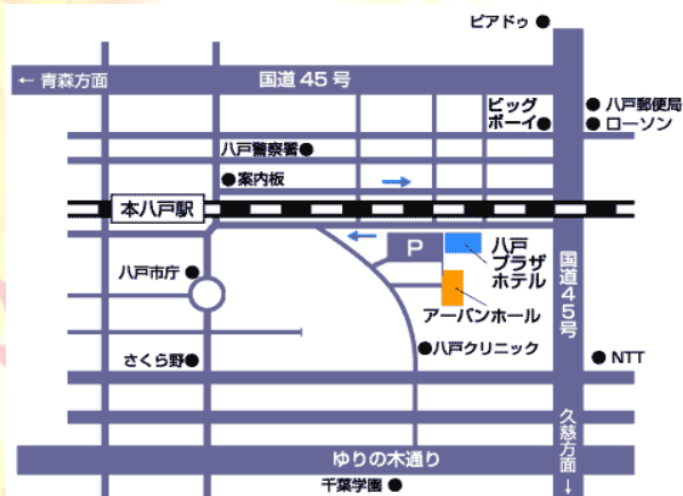 ピアドゥ
← 青森方面
国道45号
ビッグ
ボーイ
八戸郵便局
ローソン
八戸警察署
案内板
→
本八戸駅
←
P
八戸
プラザ
ホテル
八戸市庁
アーバンホール
国道45号
八戸クリニック
さくら野
NTT
久慈方面
↓
ゆりの木通り
千葉学園